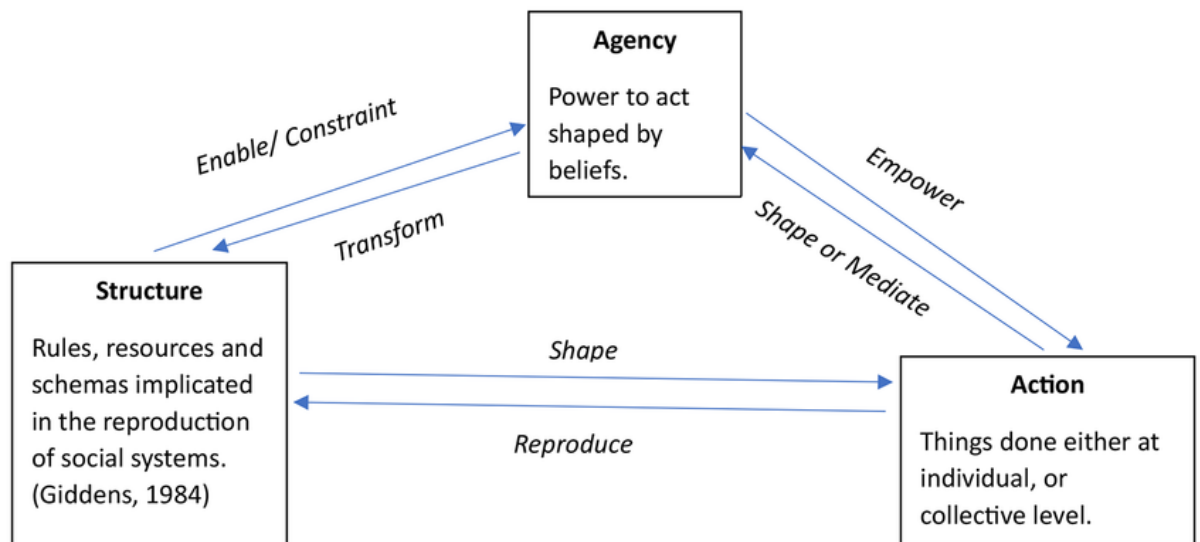 Agency
Power to act
shaped by
beliefs.
Enable/ Constraint
Transform
Empower
Shape or Mediate
Structure
Rules, resources and
schemas implicated
in the reproduction
of social systems.
(Giddens, 1984)
Shape
Reproduce
Action
Things done either at
individual, or
collective level.